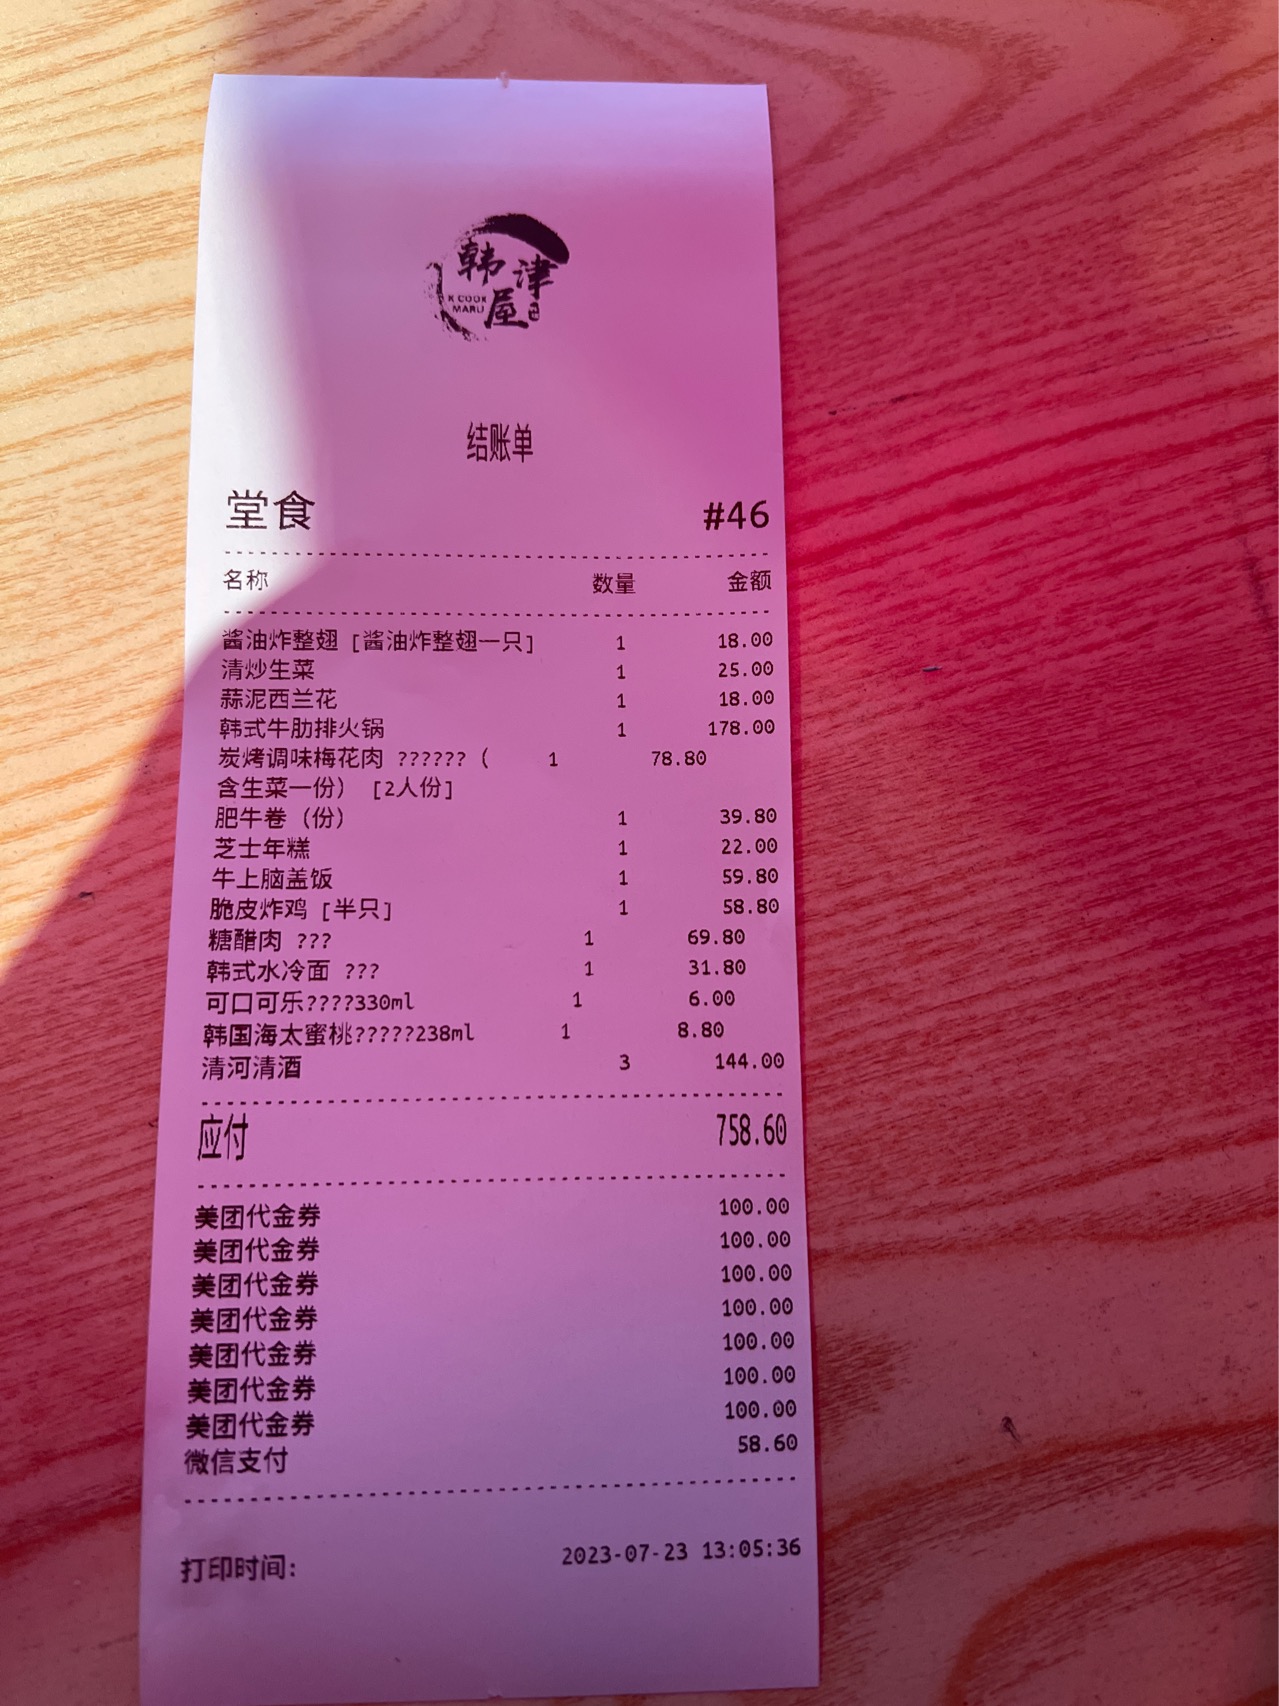 韩津
屋
K COOK
MARU
结账单
堂食 #46
名称 数量 金额
酱油炸整翅 [酱油炸整翅一只] 1 18.00
清炒生菜 1 25.00
蒜泥西兰花 1 18.00
韩式牛肋排火锅 1 178.00
炭烤调味梅花肉 ??????（ 1 78.80
含生菜一份） [2人份]
肥牛卷（份） 1 39.80
芝士年糕 1 22.00
牛上脑盖饭 1 59.80
脆皮炸鸡 [半只] 1 58.80
糖醋肉 ??? 1 69.80
韩式水冷面 ??? 1 31.80
可口可乐????330ml 1 6.00
韩国海太蜜桃?????238ml 1 8.80
清河清酒 3 144.00
应付 758.60
美团代金券 100.00
美团代金券 100.00
美团代金券 100.00
美团代金券 100.00
美团代金券 100.00
美团代金券 100.00
美团代金券 100.00
微信支付 58.60
打印时间: 2023-07-23 13:05:36